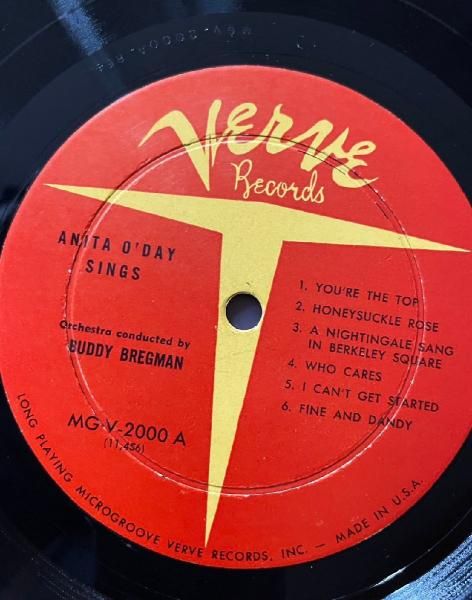 Verve
Records
ANITA O'DAY
SINGS
Orchestra conducted by
BUDDY BREGMAN
MG V-2000 A
(11,456)
1. YOU'RE THE TOP
2. HONEYSUCKLE ROSE
3. A NIGHTINGALE SANG
IN BERKELEY SQUARE
4. WHO CARES
5. I CAN'T GET STARTED
6. FINE AND DANDY
LONG PLAYING MICROGROOVE VERVE RECORDS, INC. — MADE IN U.S.A.